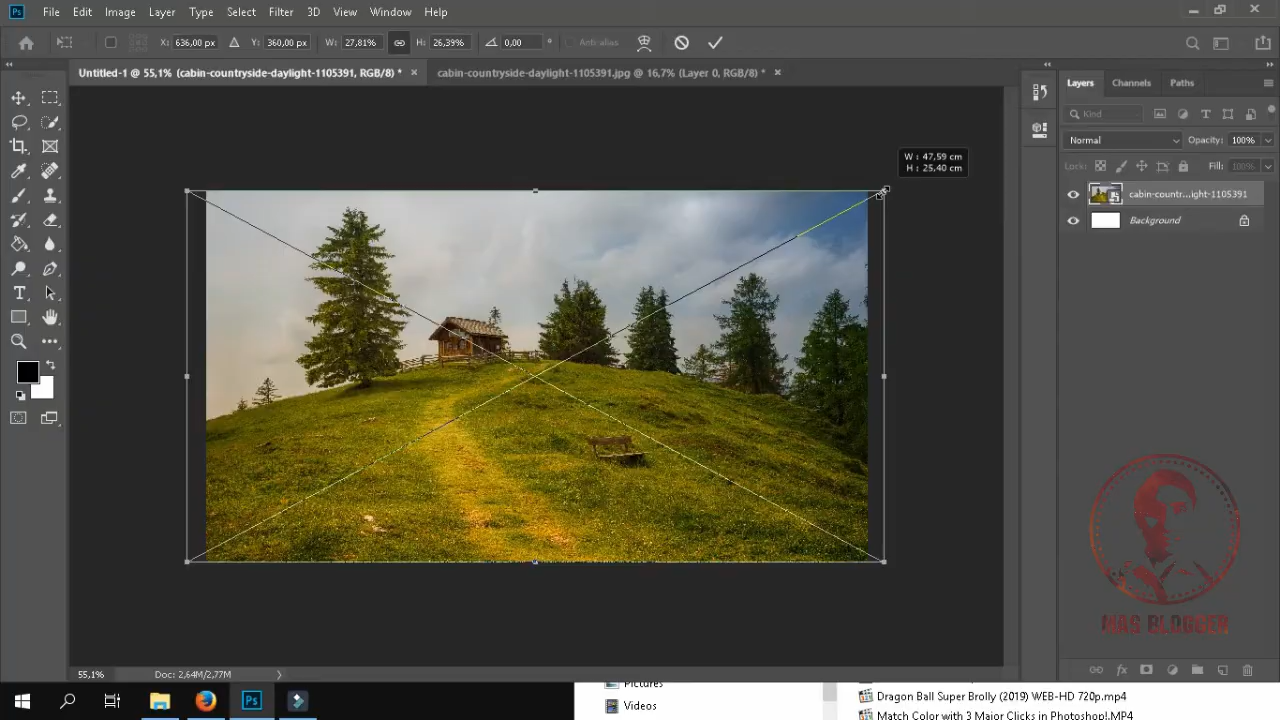 File Edit Image Layer Type Select Filter 3D View Window Help
X: 636,00 px Y: 360,00 px W: 27,81% H: 26,39% 0,00 ° Anti-alias
Untitled-1 @ 55,1% (cabin-countryside-daylight-1105391, RGB/8) * ×
cabin-countryside-daylight-1105391.jpg @ 16,7% (Layer 0, RGB/8) * ×
Layers Channels Paths
Kind
Normal Opacity: 100%
Lock: Fill: 100%
W : 47,59 cm
H : 25,40 cm
cabin-countr...ight-1105391
Background
MAS BLOGGER
55,1% Doc: 2,64M/2,77M
Ps
Pictures
Videos
Dragon Ball Super Brolly (2019) WEB-HD 720p.mp4
Match Color with 3 Major Clicks in Photoshop!.MP4